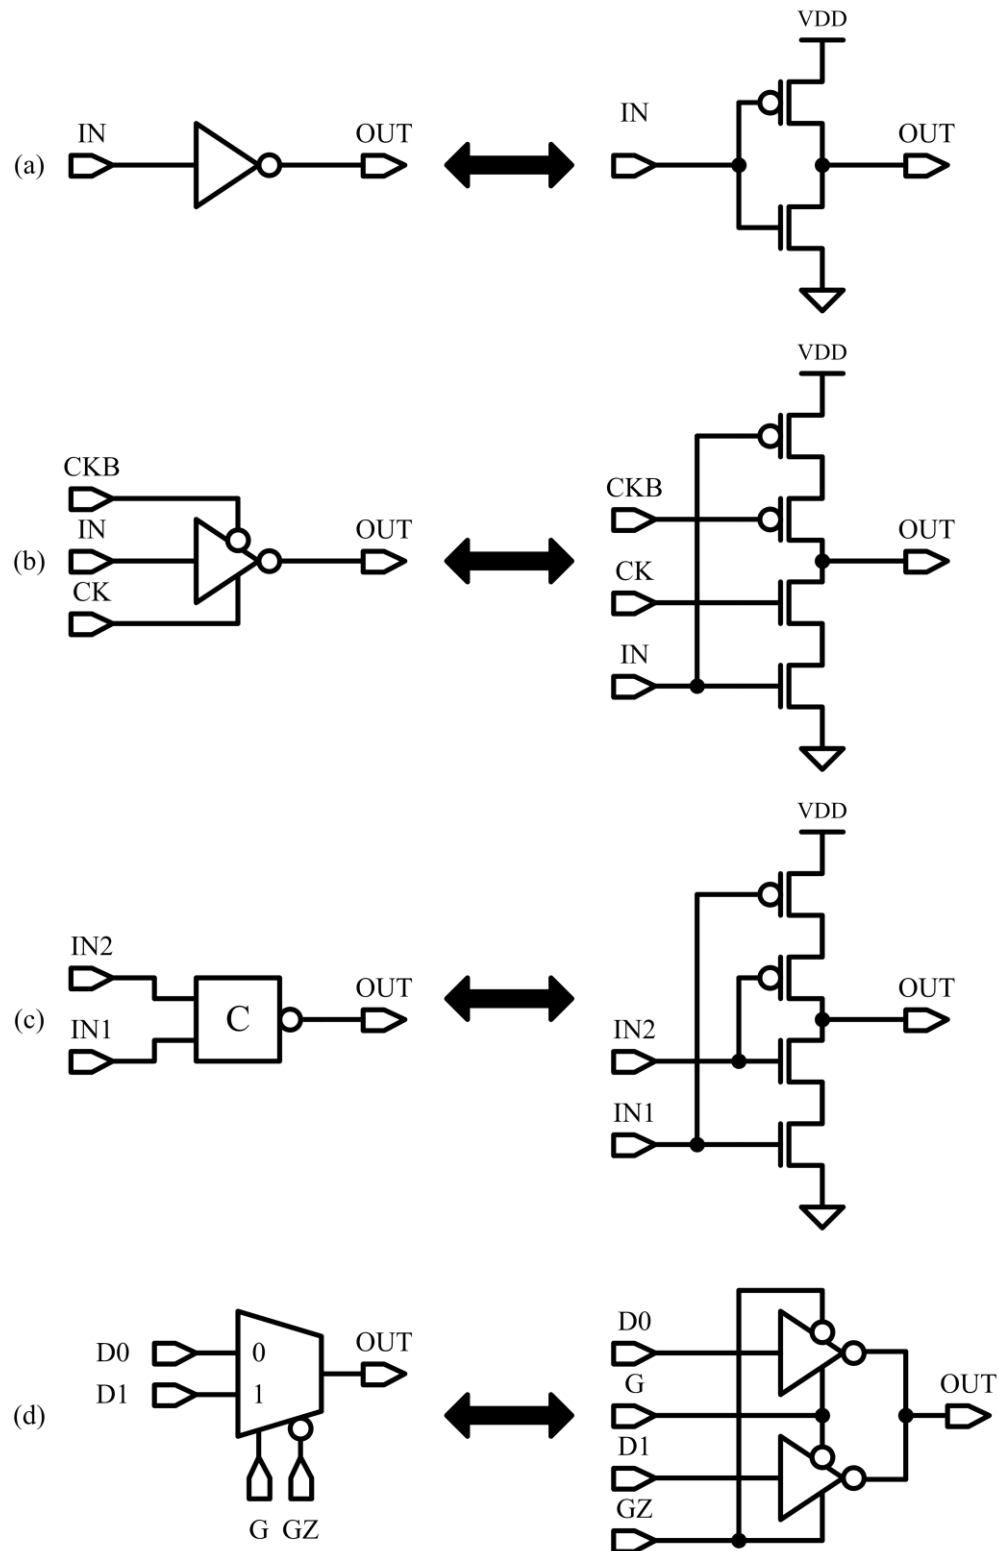 VDD
IN OUT IN OUT
(a)
VDD
CKB CKB
IN OUT OUT
(b)
CK CK
IN
VDD
IN2 OUT OUT
(c) C
IN1 IN2
IN1
D0 0 OUT D0
D1 1 G OUT
(d) D1
G GZ GZ